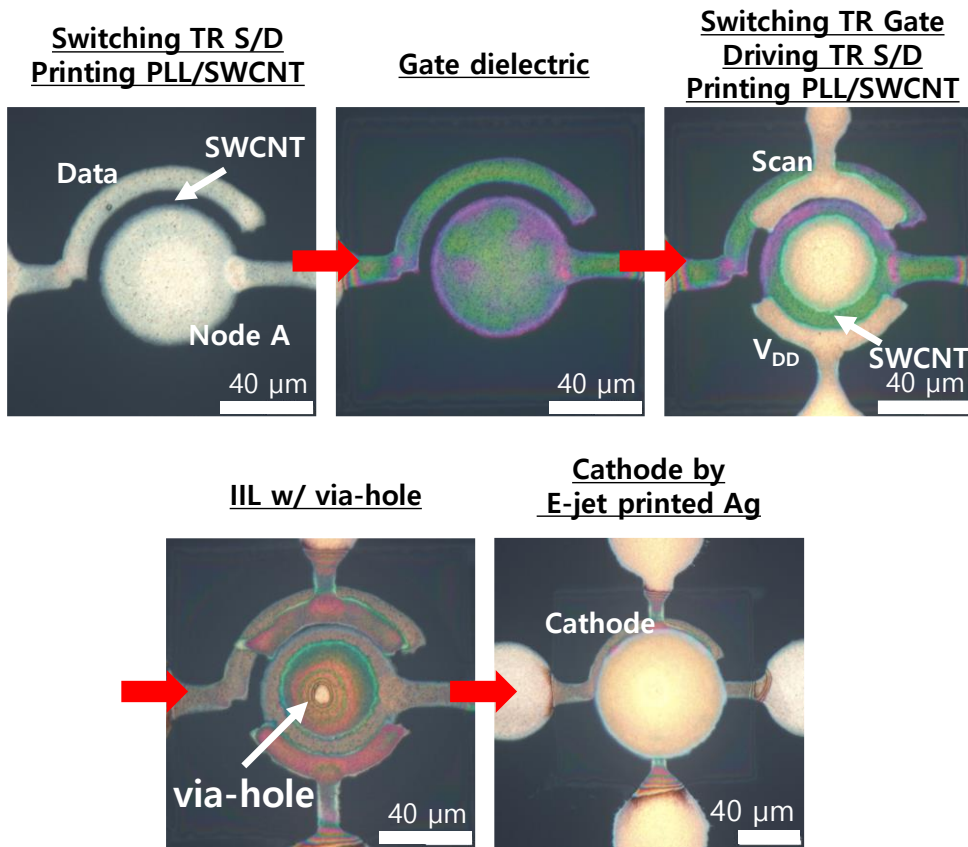 Switching TR S/D
Printing PLL/SWCNT
Gate dielectric
Switching TR Gate
Driving TR S/D
Printing PLL/SWCNT
SWCNT
Data
Node A
40 μm
40 μm
Scan
VDD
SWCNT
40 μm
IIL w/ via-hole
Cathode by
E-jet printed Ag
via-hole
40 μm
Cathode
40 μm